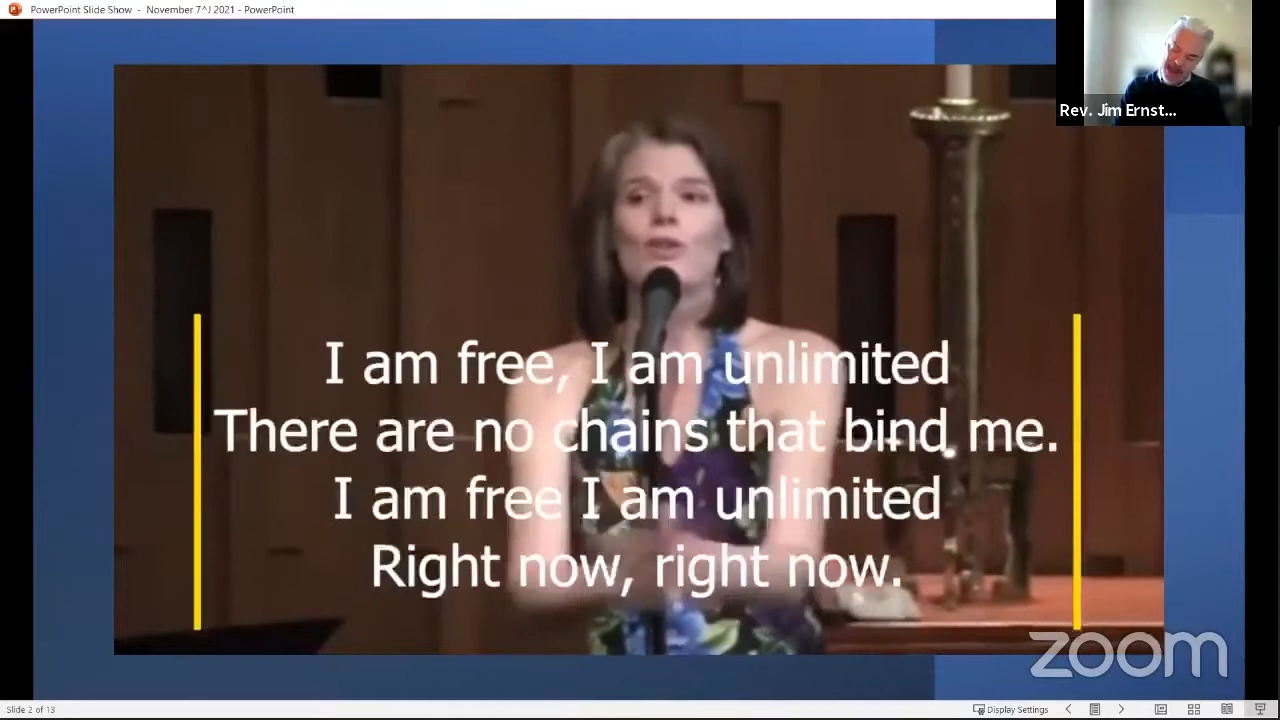 PowerPoint Slide Show - November 7^J 2021 - PowerPoint
Rev. Jim Ernst...
I am free, I am unlimited
There are no chains that bind me.
I am free I am unlimited
Right now, right now.
zoom
Slide 2 of 13
Display Settings